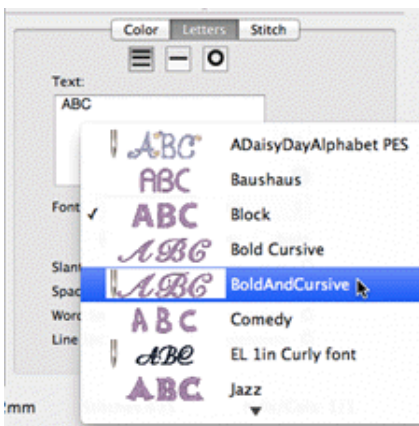 Color Letters Stitch
Text:
ABC
ABC ADaisyDayAlphabet PES
ABC Baushaus
Font ✓ ABC Block
ABC Bold Cursive
Slant
ABC BoldAndCursive
Spac
Word ABC Comedy
Line ABC EL 1in Curly font
ABC Jazz
mm